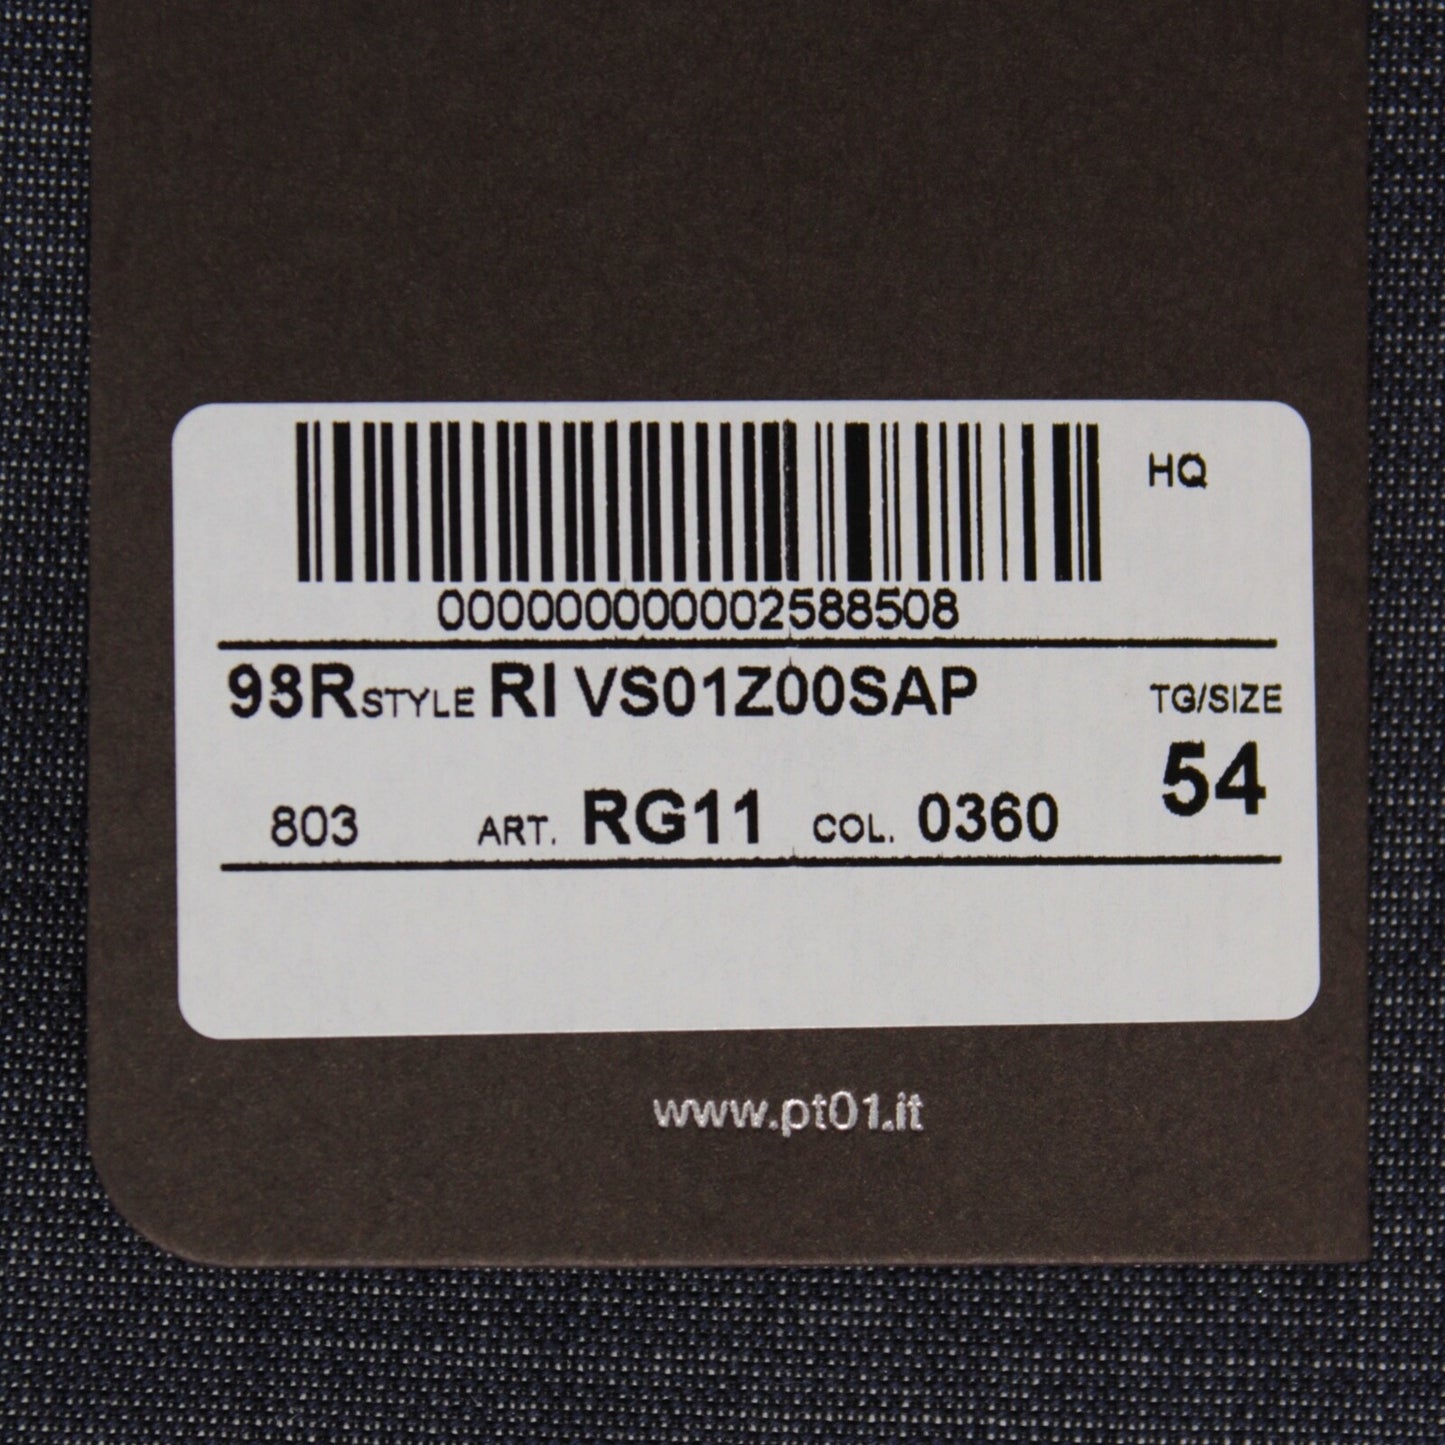 HQ
000000000002588508
98R STYLE RI VS01Z00SAP
TG/SIZE
54
803 ART. RG11 COL. 0360
www.pt01.it